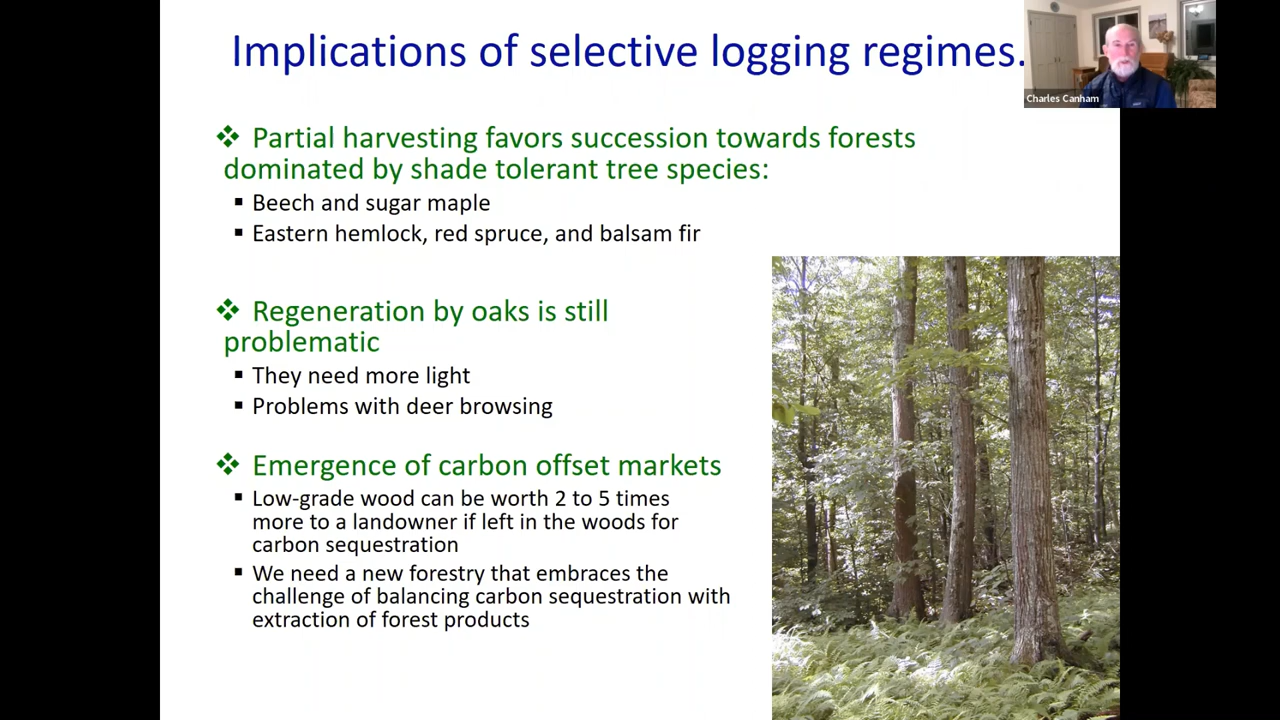 Implications of selective logging regimes.
Charles Canham
❖ Partial harvesting favors succession towards forests
dominated by shade tolerant tree species:
▪ Beech and sugar maple
▪ Eastern hemlock, red spruce, and balsam fir
❖ Regeneration by oaks is still
problematic
▪ They need more light
▪ Problems with deer browsing
❖ Emergence of carbon offset markets
▪ Low-grade wood can be worth 2 to 5 times
more to a landowner if left in the woods for
carbon sequestration
▪ We need a new forestry that embraces the
challenge of balancing carbon sequestration with
extraction of forest products